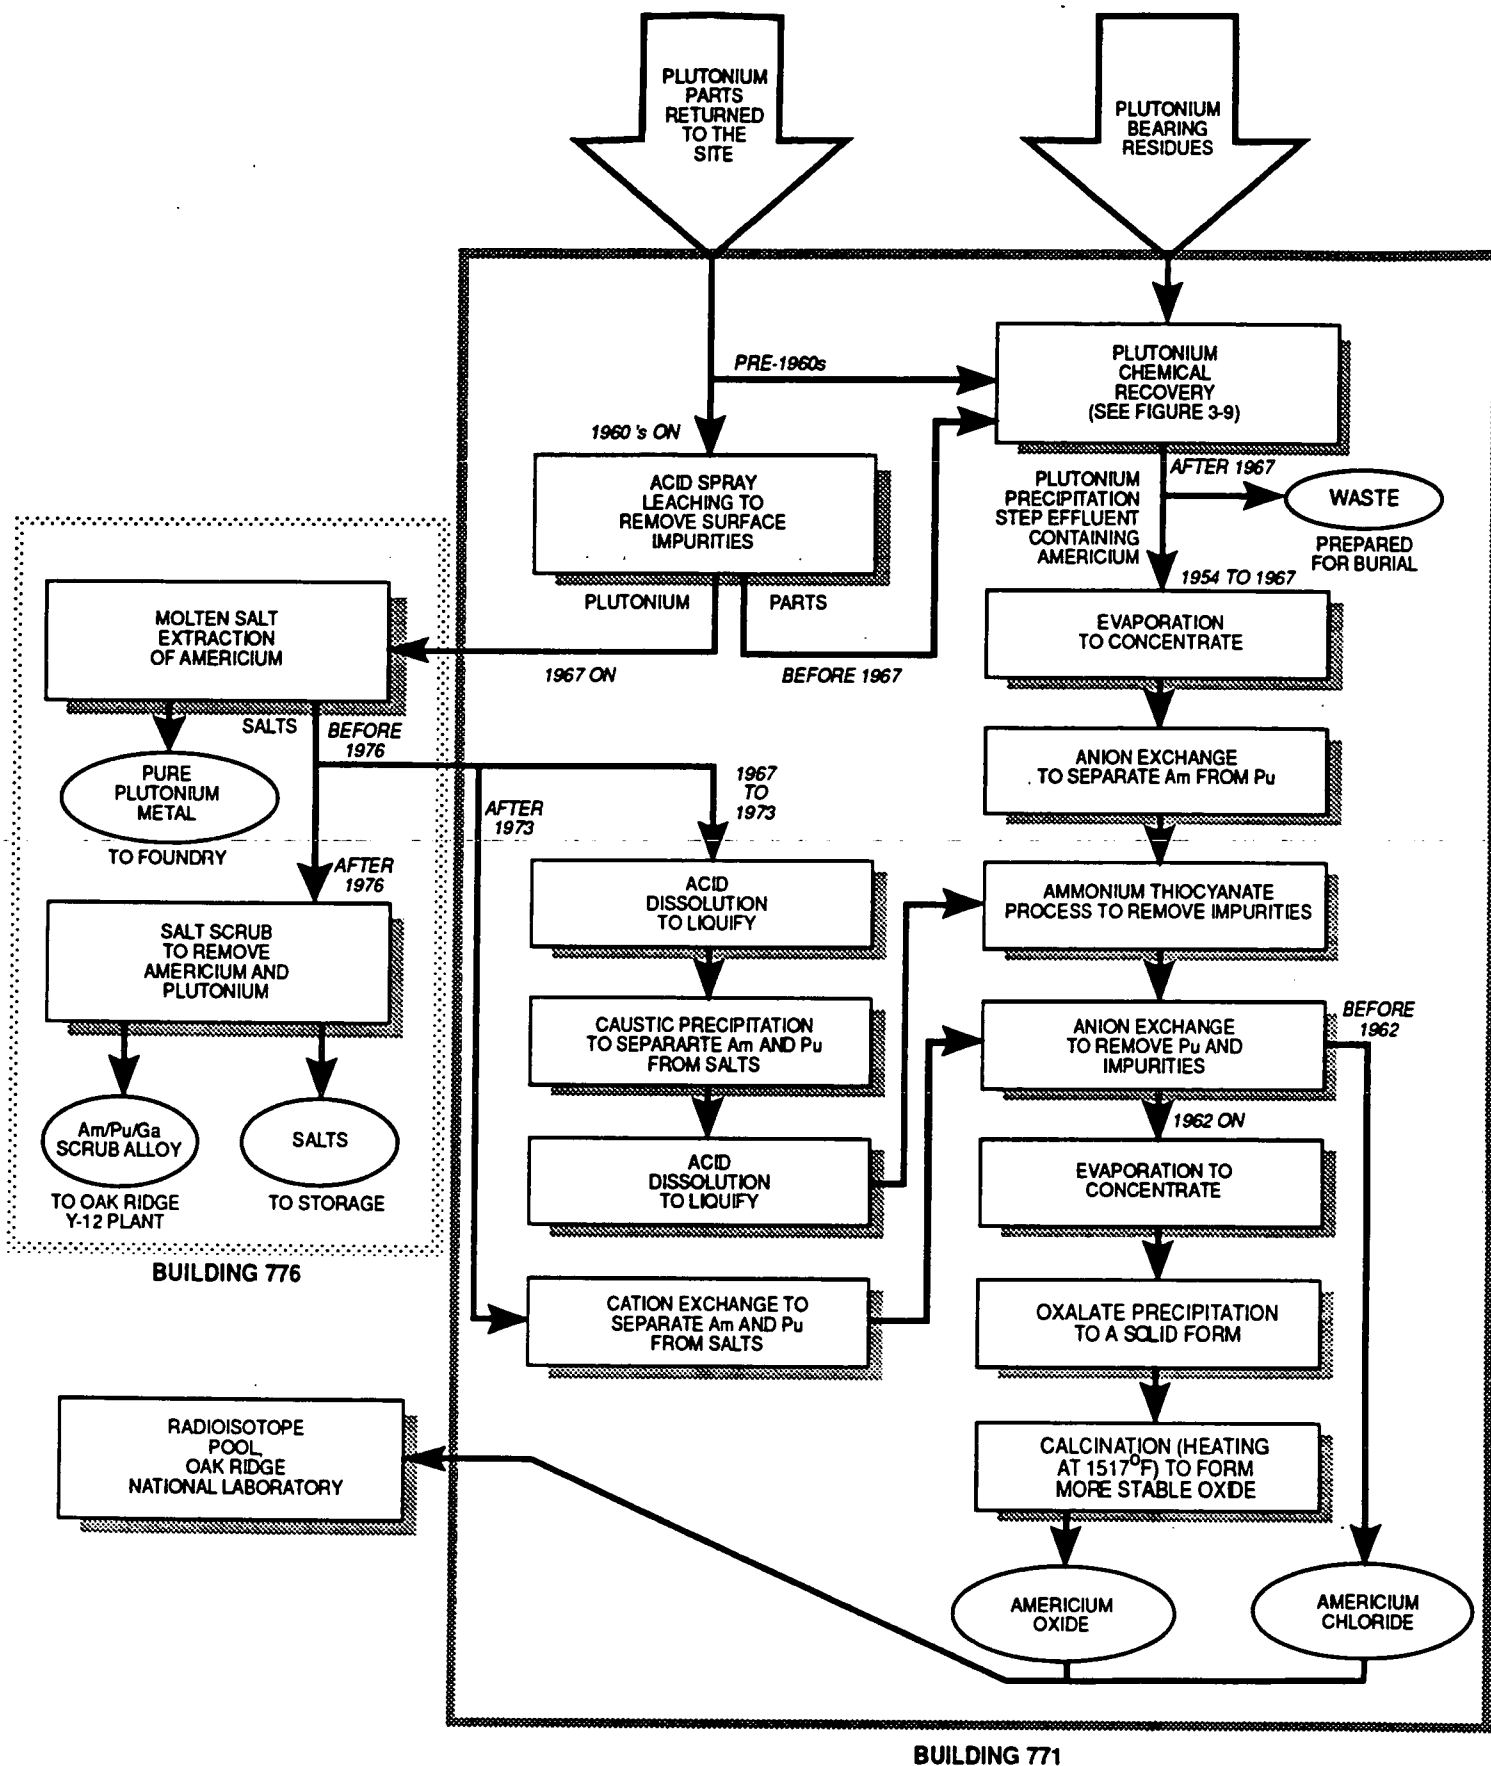 PLUTONIUM
PARTS
RETURNED
TO THE
SITE
PLUTONIUM
BEARING
RESIDUES
PRE-1960s
PLUTONIUM
CHEMICAL
RECOVERY
(SEE FIGURE 3-9)
1960's ON
ACID SPRAY
LEACHING TO
REMOVE SURFACE
IMPURITIES
AFTER 1967
WASTE
PREPARED
FOR BURIAL
PLUTONIUM
PRECIPITATION
STEP EFFLUENT
CONTAINING
AMERICIUM
1954 TO 1967
PLUTONIUM
PARTS
1967 ON
BEFORE 1967
MOLTEN SALT
EXTRACTION
OF AMERICIUM
EVAPORATION
TO CONCENTRATE
SALTS
BEFORE
1976
PURE
PLUTONIUM
METAL
TO FOUNDRY
AFTER
1973
1967
TO
1973
ANION EXCHANGE
TO SEPARATE Am FROM Pu
AFTER
1976
SALT SCRUB
TO REMOVE
AMERICIUM AND
PLUTONIUM
ACID
DISSOLUTION
TO LIQUIFY
AMMONIUM THIOCYANATE
PROCESS TO REMOVE IMPURITIES
CAUSTIC PRECIPITATION
TO SEPARARTE Am AND Pu
FROM SALTS
ANION EXCHANGE
TO REMOVE Pu AND
IMPURITIES
BEFORE
1962
1962 ON
Am/Pu/Ga
SCRUB ALLOY
TO OAK RIDGE
Y-12 PLANT
SALTS
TO STORAGE
BUILDING 776
ACID
DISSOLUTION
TO LIQUIFY
EVAPORATION TO
CONCENTRATE
CATION EXCHANGE TO
SEPARATE Am AND Pu
FROM SALTS
OXALATE PRECIPITATION
TO A SOLID FORM
RADIOISOTOPE
POOL,
OAK RIDGE
NATIONAL LABORATORY
CALCINATION (HEATING
AT 1517°F) TO FORM
MORE STABLE OXIDE
AMERICIUM
OXIDE
AMERICIUM
CHLORIDE
BUILDING 771